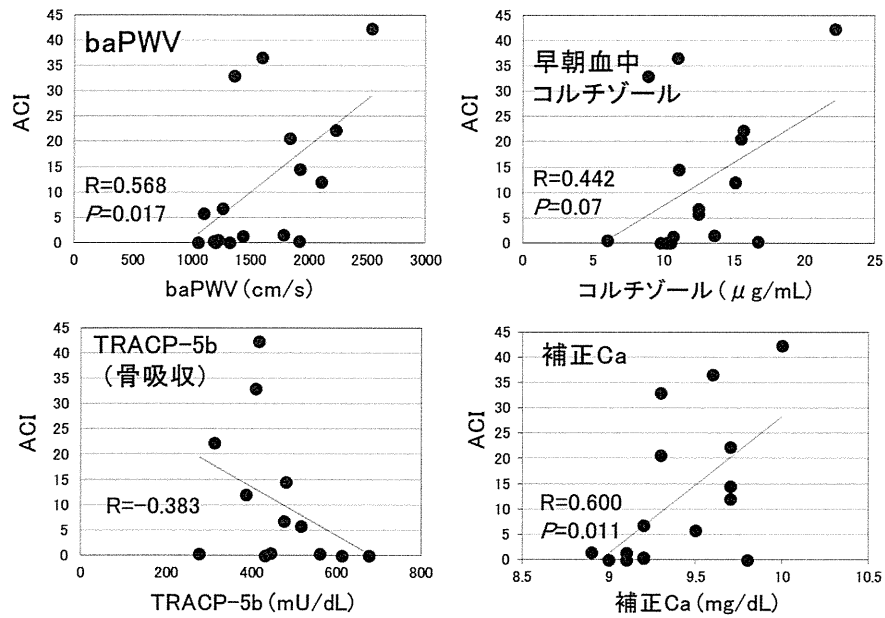 baPWV
ACI
45
40
35
30
25
20
15
10
5
0
R=0.568
P=0.017
0 500 1000 1500 2000 2500 3000
baPWV (cm/s)
早朝血中
コルチゾール
ACI
45
40
35
30
25
20
15
10
5
0
R=0.442
P=0.07
0 5 10 15 20 25
コルチゾール (μg/mL)
TRACP-5b
（骨吸収）
ACI
45
40
35
30
25
20
15
10
5
0
R=-0.383
0 200 400 600 800
TRACP-5b (mU/dL)
補正Ca
ACI
45
40
35
30
25
20
15
10
5
0
R=0.600
P=0.011
8.5 9 9.5 10 10.5
補正Ca (mg/dL)